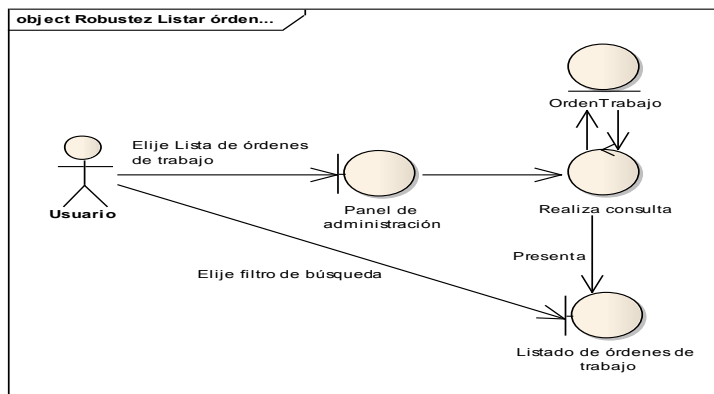 object Robustez Listar órden...
OrdenTrabajo
Elije Lista de órdenes
de trabajo
Usuario
Panel de
administración
Realiza consulta
Presenta
Elije filtro de búsqueda
Listado de órdenes de
trabajo